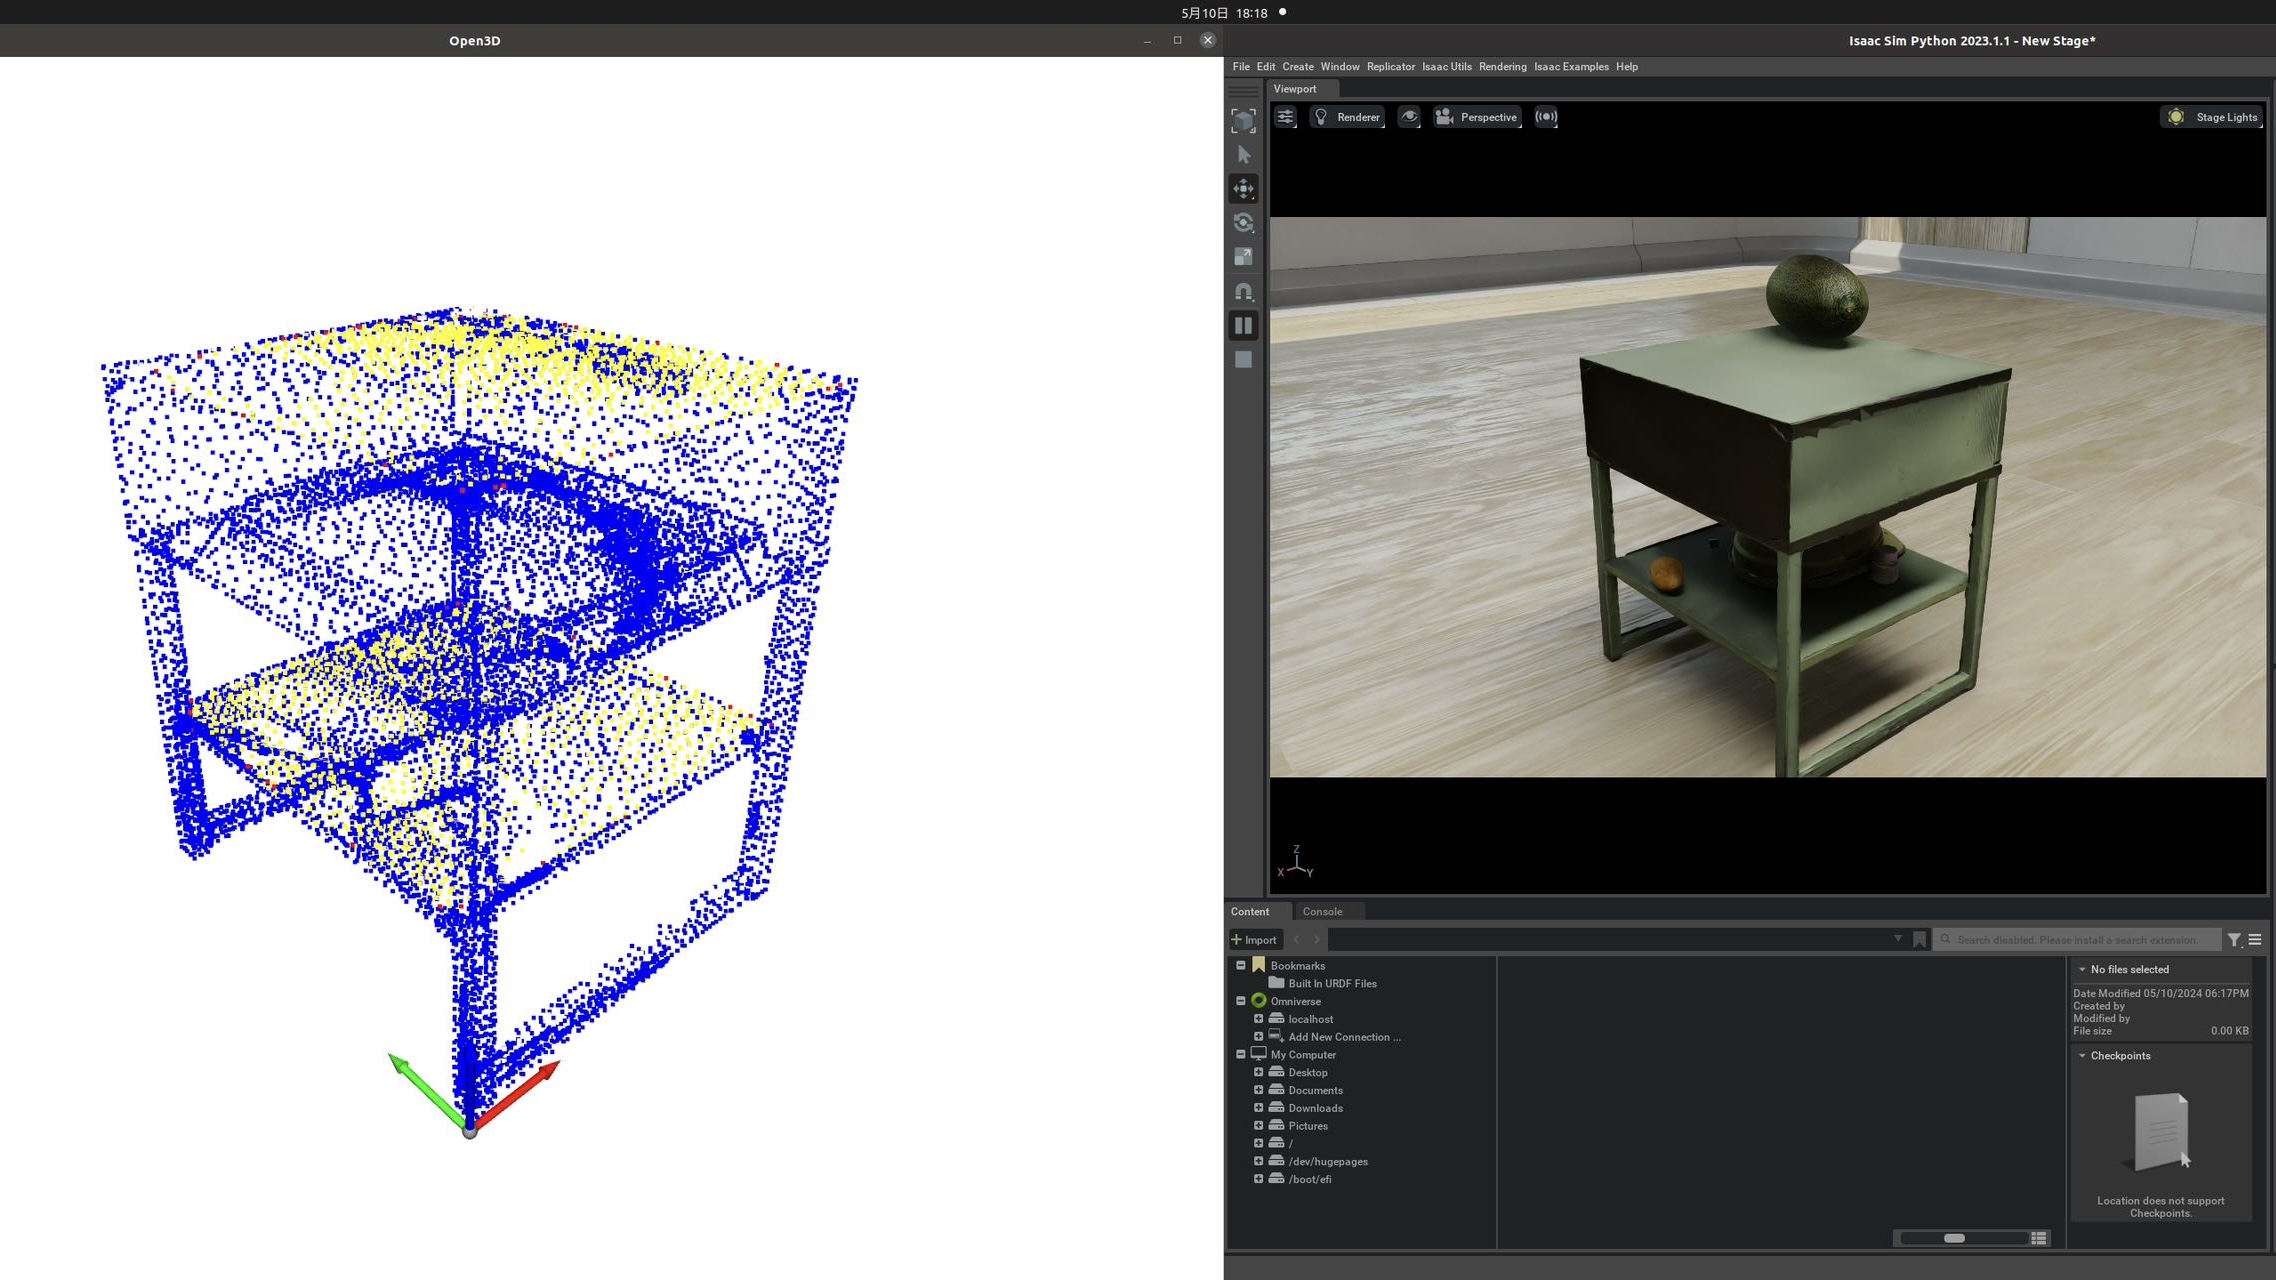 5月10日 18:18
Open3D
Isaac Sim Python 2023.1.1 - New Stage*
File Edit Create Window Replicator Isaac Utils Rendering Isaac Examples Help
Viewport
Renderer
Perspective
Stage Lights
Z
X
Y
Content
Console
Import
Search disabled. Please install a search extension.
Bookmarks
Built In URDF Files
Omniverse
localhost
Add New Connection ...
My Computer
Desktop
Documents
Downloads
Pictures
/
/dev/hugepages
/boot/efi
No files selected
Date Modified 05/10/2024 06:17PM
Created by
Modified by
File size 0.00 KB
Checkpoints
Location does not support
Checkpoints.